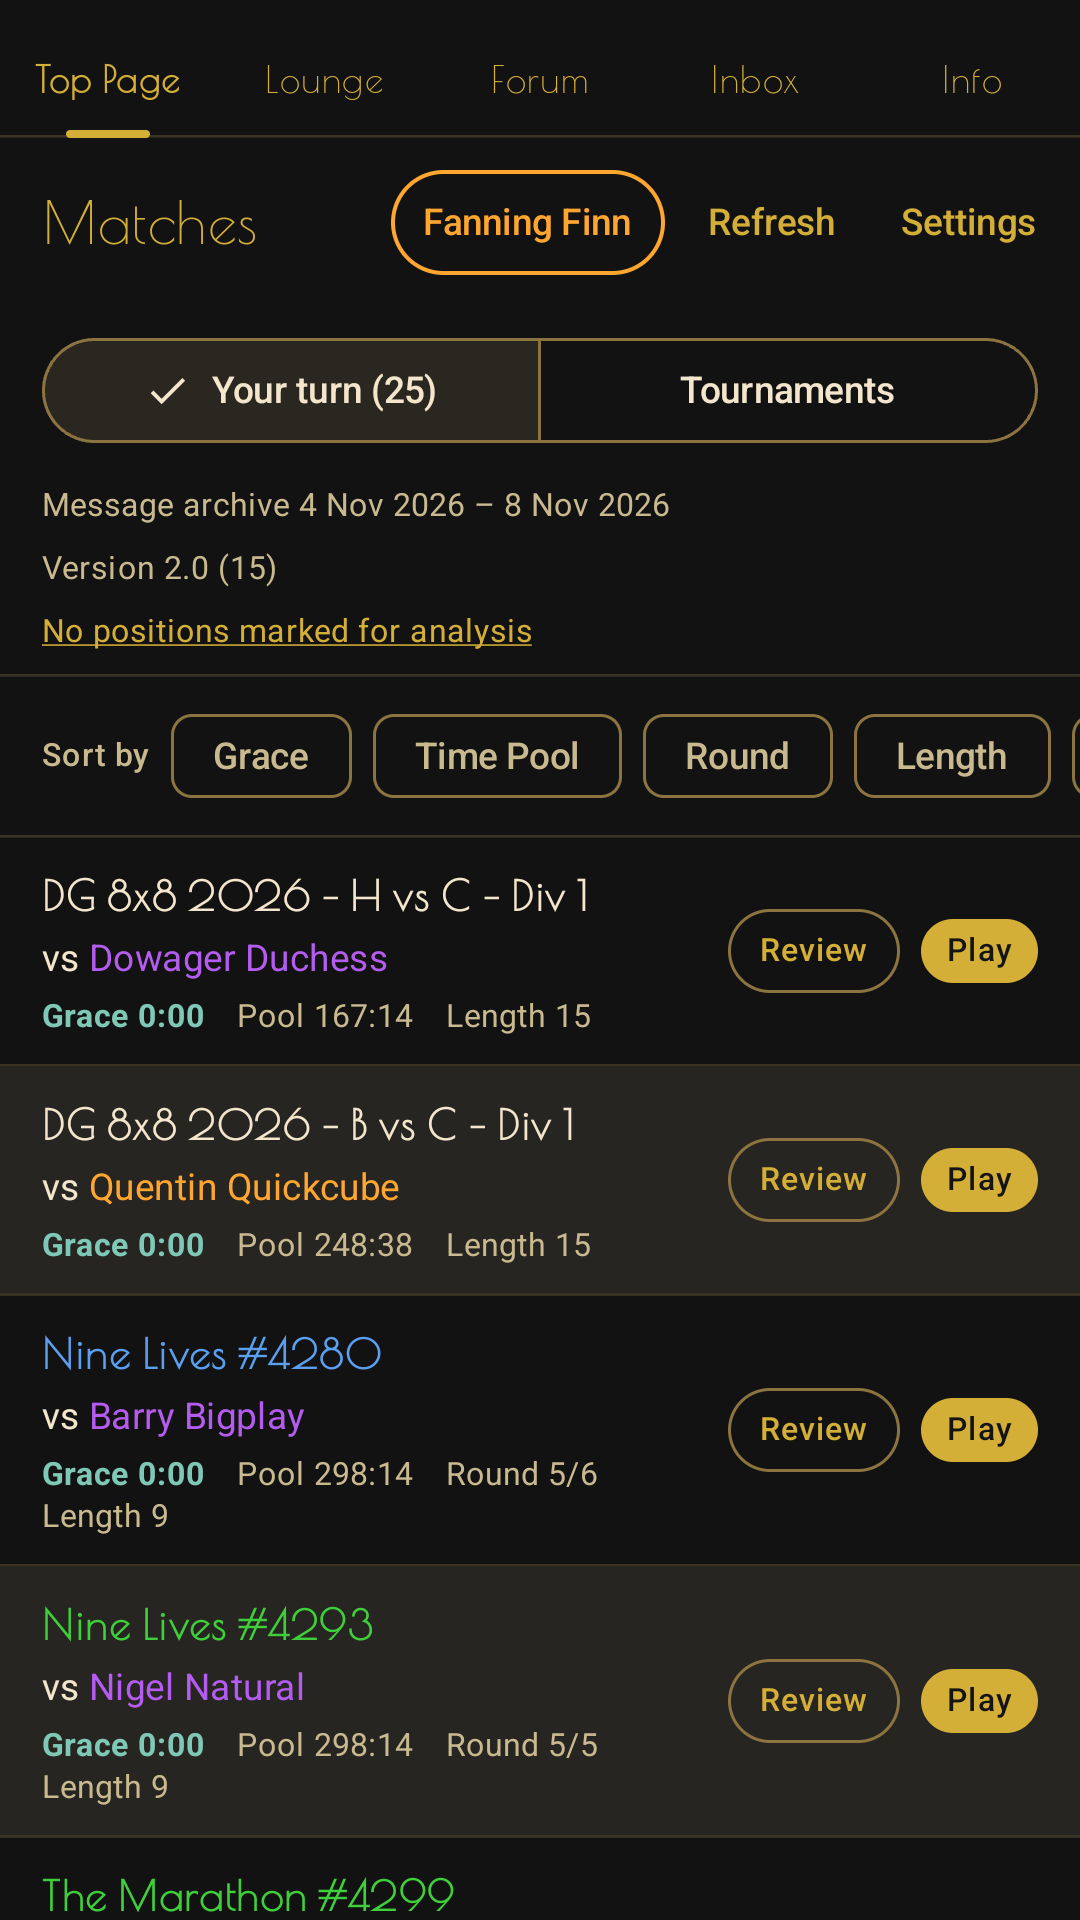 Top Page Lounge Forum Inbox Info
Matches Fanning Finn Refresh Settings
Your turn (25) Tournaments
Message archive 4 Nov 2026 – 8 Nov 2026
Version 2.0 (15)
No positions marked for analysis
Sort by Grace Time Pool Round Length
DG 8x8 2026 - H vs C - Div 1
vs Dowager Duchess
Review Play
Grace 0:00 Pool 167:14 Length 15
DG 8x8 2026 - B vs C - Div 1
vs Quentin Quickcube
Review Play
Grace 0:00 Pool 248:38 Length 15
Nine Lives #4280
vs Barry Bigplay
Review Play
Grace 0:00 Pool 298:14 Round 5/6
Length 9
Nine Lives #4293
vs Nigel Natural
Review Play
Grace 0:00 Pool 298:14 Round 5/5
Length 9
The Marathon #4299